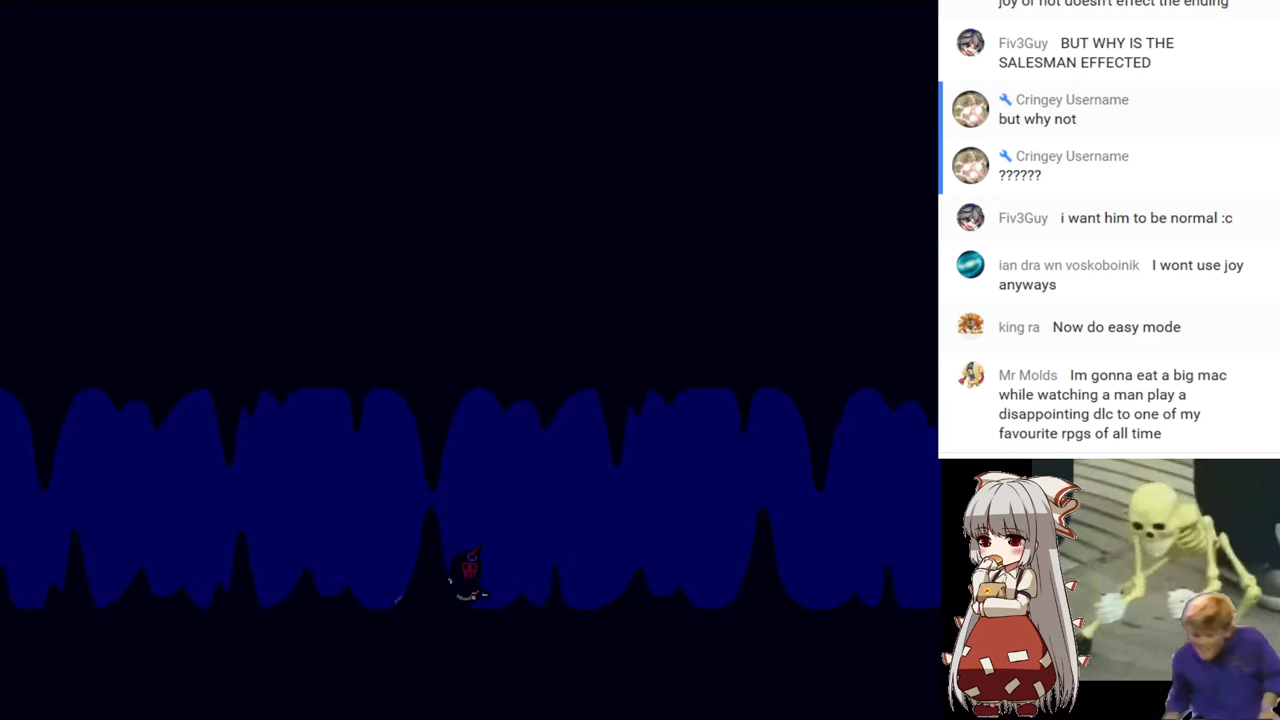 joy or not doesn't effect the ending
Fiv3Guy BUT WHY IS THE
SALESMAN EFFECTED
Cringey Username
but why not
Cringey Username
??????
Fiv3Guy i want him to be normal :c
ian dra wn voskoboinik I wont use joy
anyways
king ra Now do easy mode
Mr Molds Im gonna eat a big mac
while watching a man play a
disappointing dlc to one of my
favourite rpgs of all time